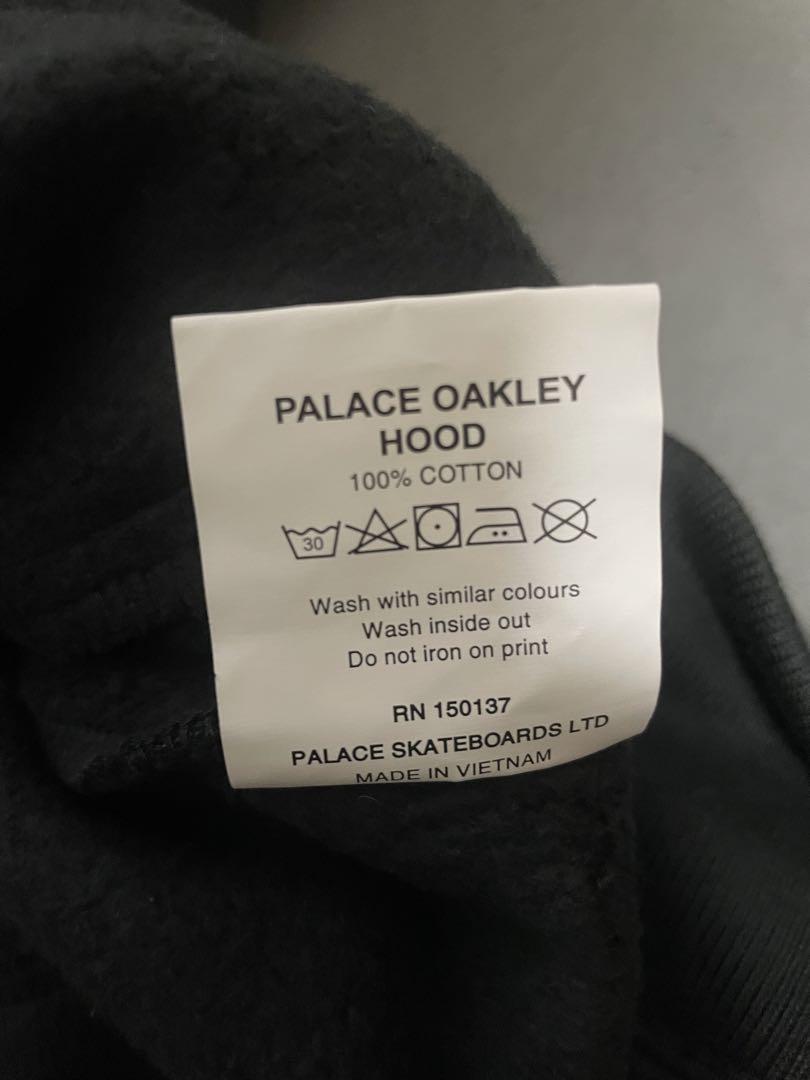 PALACE OAKLEY
HOOD
100% COTTON
30
Wash with similar colours
Wash inside out
Do not iron on print
RN 150137
PALACE SKATEBOARDS LTD
MADE IN VIETNAM